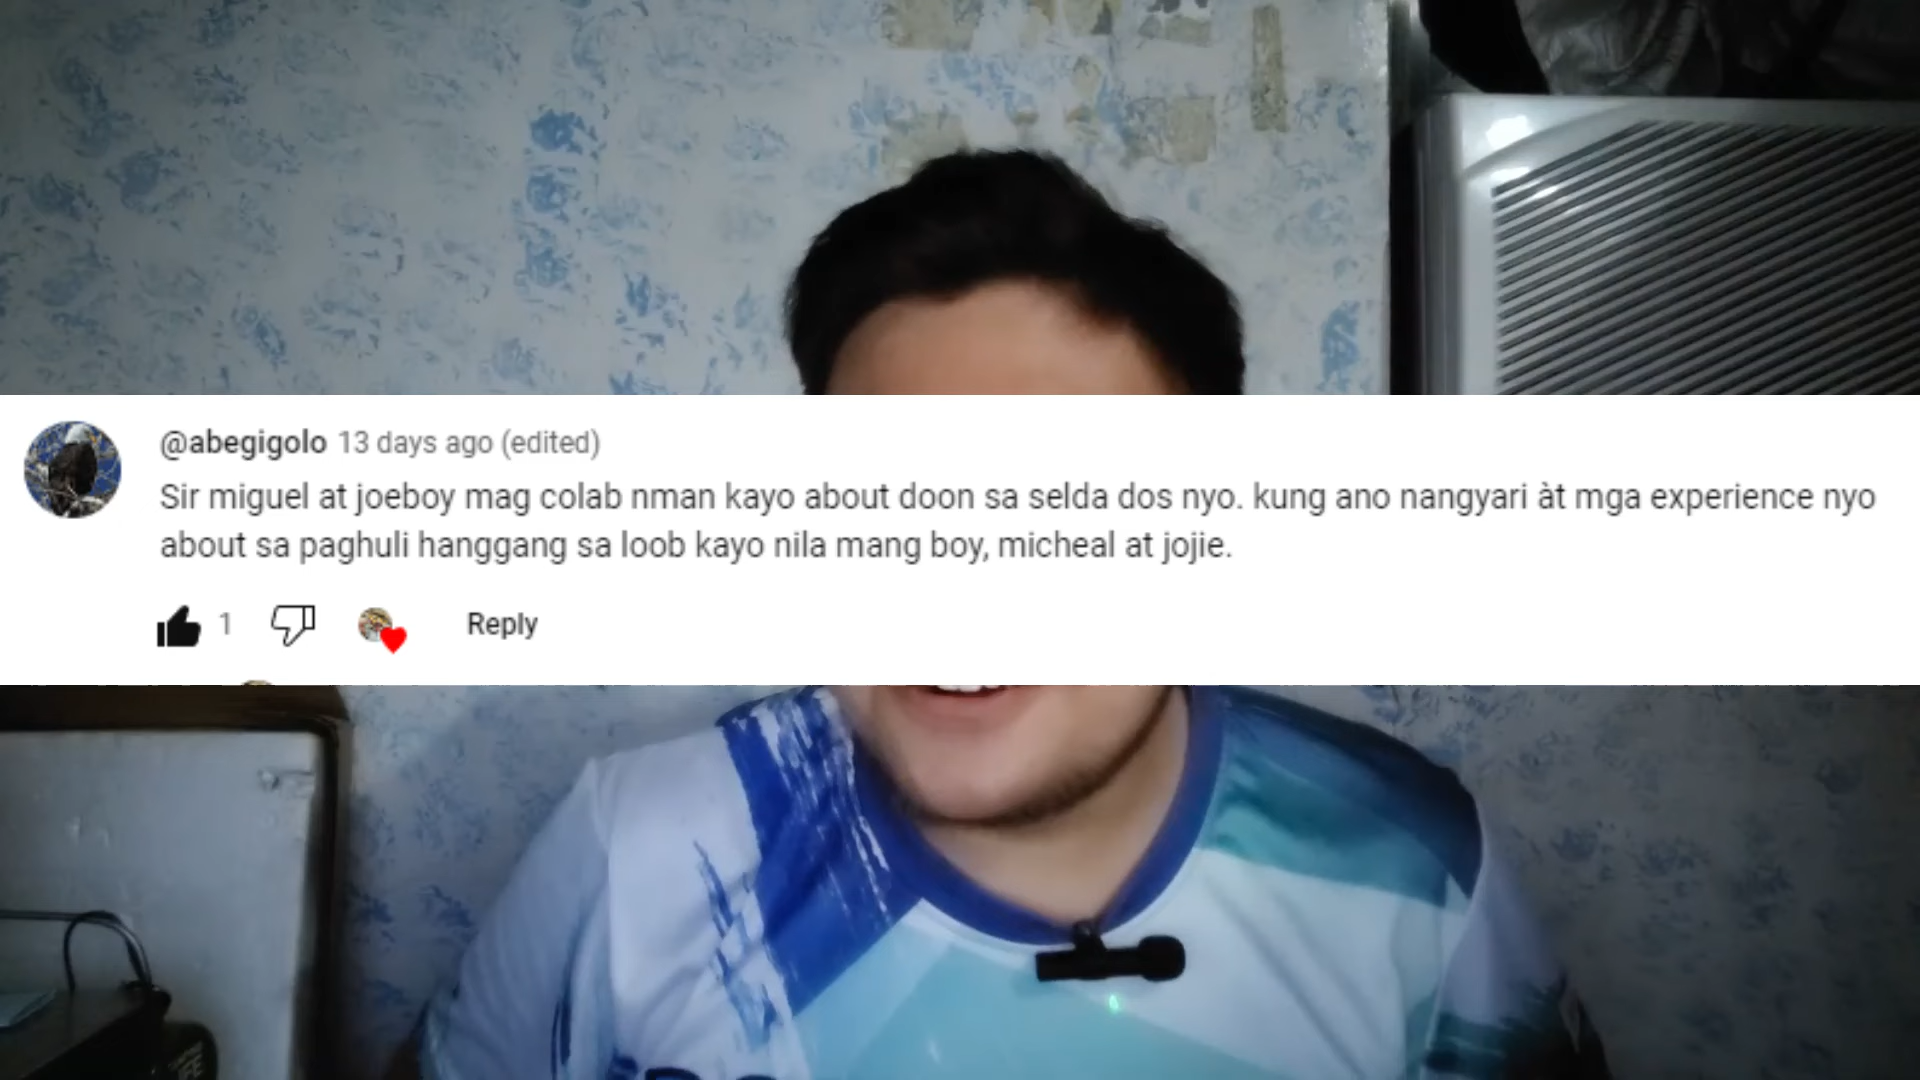 @abegigolo 13 days ago (edited)
Sir miguel at joeboy mag colab nman kayo about doon sa selda dos nyo. kung ano nangyari àt mga experience nyo
about sa paghuli hanggang sa loob kayo nila mang boy, micheal at jojie.
1 Reply